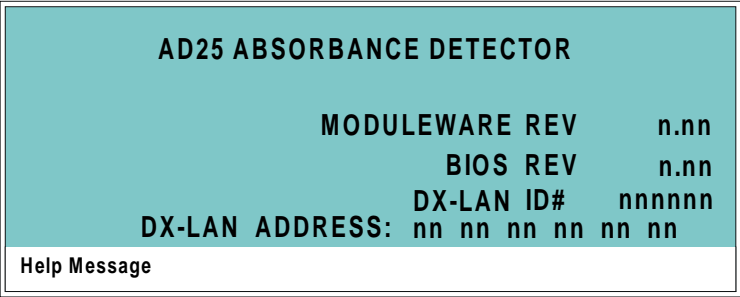 AD25 ABSORBANCE DETECTOR
MODULEWARE REV n.nn
BIOS REV n.nn
DX-LAN ID# nnnnnn
DX-LAN ADDRESS: nn nn nn nn nn nn
Help Message